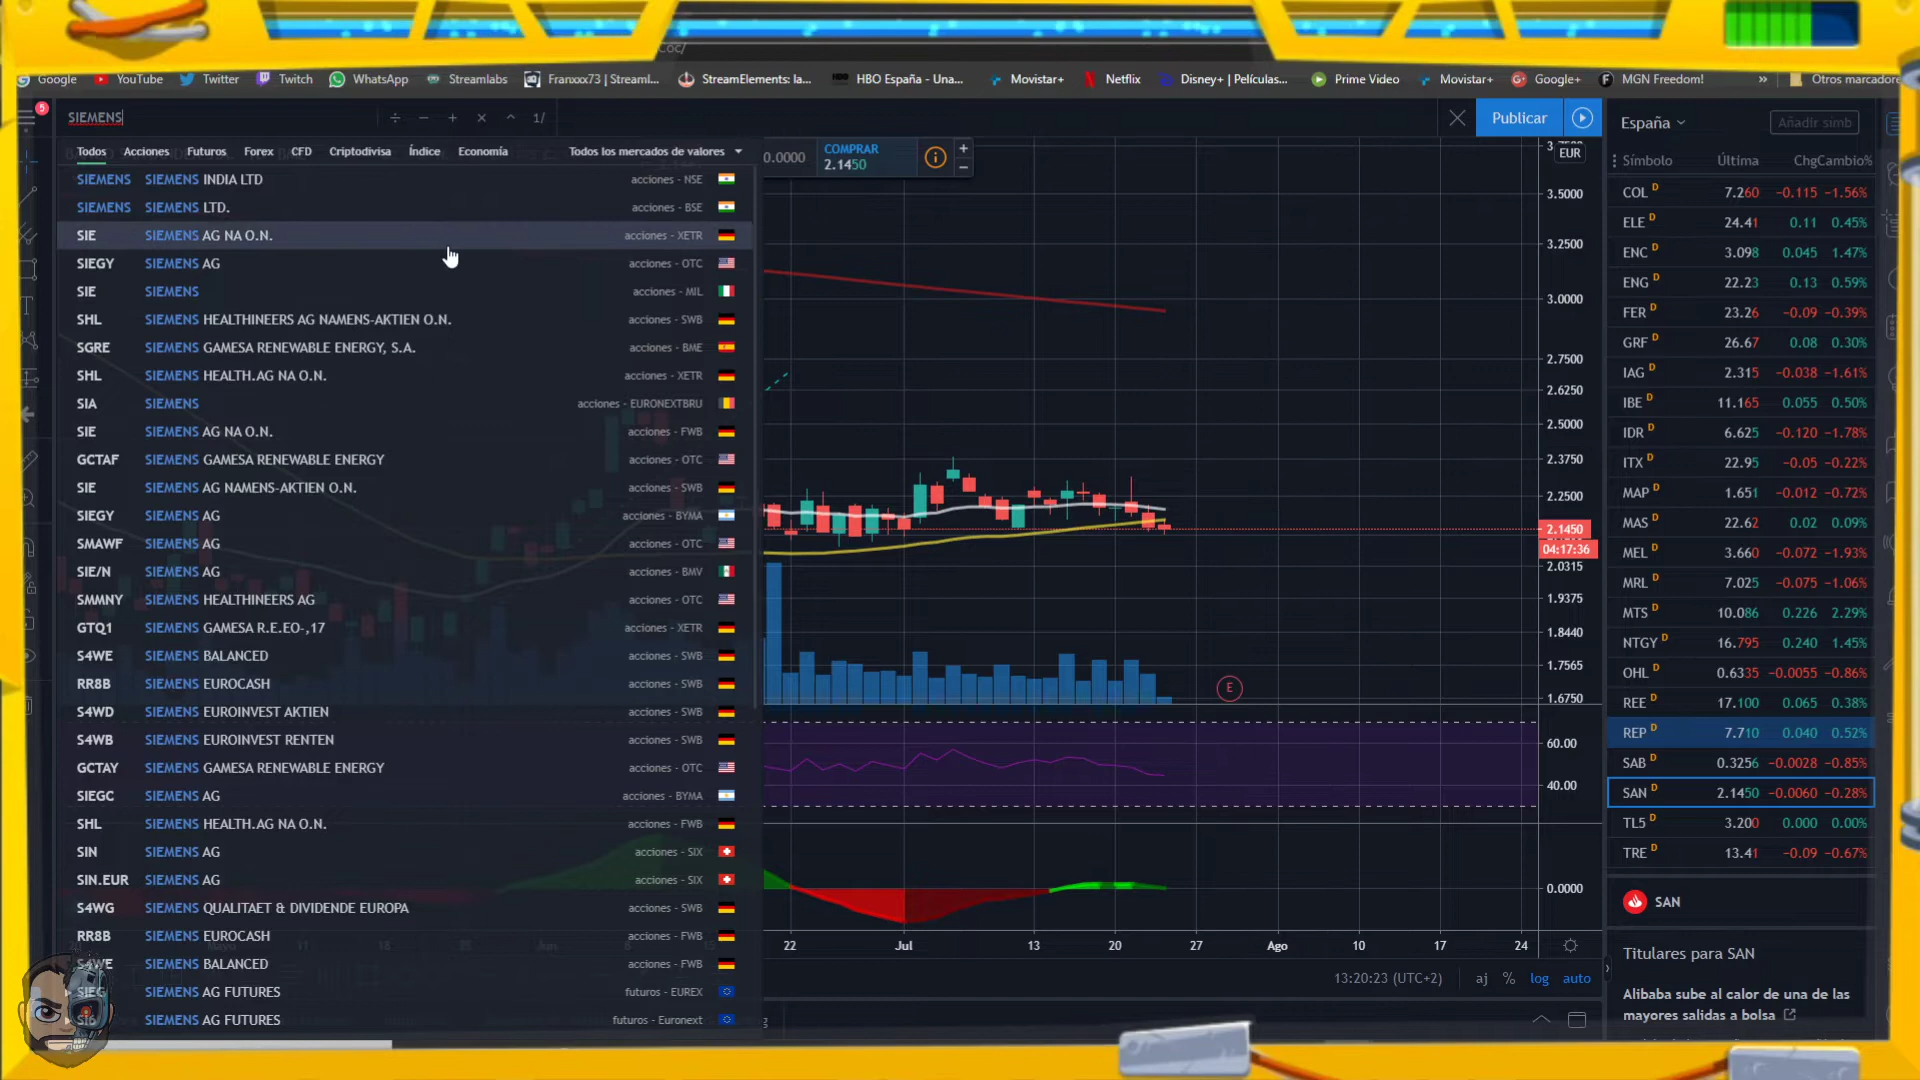 Coc/
Google YouTube Twitter Twitch WhatsApp Streamlabs Franxxx73 | Streaml... StreamElements: la... HBO España - Una... Movistar+ Netflix Disney+ | Películas... Prime Video Movistar+ Google+ MGN Freedom! » Otros marcadore
5
SIEMENS ÷ − + × ^ 1/
Publicar
España Añadir símb
Todos Acciones Futuros Forex CFD Criptodivisa Índice Economía Todos los mercados de valores
0.0000 COMPRAR 2.1450 + −
EUR
Símbolo Última Chg Cambio%
SIEMENS SIEMENS INDIA LTD acciones - NSE
SIEMENS SIEMENS LTD. acciones - BSE
SIE SIEMENS AG NA O.N. acciones - XETR
SIEGY SIEMENS AG acciones - OTC
SIE SIEMENS acciones - MIL
SHL SIEMENS HEALTHINEERS AG NAMENS-AKTIEN O.N. acciones - SWB
SGRE SIEMENS GAMESA RENEWABLE ENERGY, S.A. acciones - BME
SHL SIEMENS HEALTH.AG NA O.N. acciones - XETR
SIA SIEMENS acciones - EURONEXTBRU
SIE SIEMENS AG NA O.N. acciones - FWB
GCTAF SIEMENS GAMESA RENEWABLE ENERGY acciones - OTC
SIE SIEMENS AG NAMENS-AKTIEN O.N. acciones - SWB
SIEGY SIEMENS AG acciones - BYMA
SMAWF SIEMENS AG acciones - OTC
SIE/N SIEMENS AG acciones - BMV
SMMNY SIEMENS HEALTHINEERS AG acciones - OTC
GTQ1 SIEMENS GAMESA R.E.EO-,17 acciones - XETR
S4WE SIEMENS BALANCED acciones - SWB
RR8B SIEMENS EUROCASH acciones - SWB
S4WD SIEMENS EUROINVEST AKTIEN acciones - SWB
S4WB SIEMENS EUROINVEST RENTEN acciones - SWB
GCTAY SIEMENS GAMESA RENEWABLE ENERGY acciones - OTC
SIEGC SIEMENS AG acciones - BYMA
SHL SIEMENS HEALTH.AG NA O.N. acciones - FWB
SIN SIEMENS AG acciones - SIX
SIN.EUR SIEMENS AG acciones - SIX
S4WG SIEMENS QUALITAET & DIVIDENDE EUROPA acciones - SWB
RR8B SIEMENS EUROCASH acciones - FWB
S4WE SIEMENS BALANCED acciones - FWB
SIEG SIEMENS AG FUTURES futuros - EUREX
SI6 SIEMENS AG FUTURES futuros - Euronext
3.5000
3.2500
3.0000
2.7500
2.6250
2.5000
2.3750
2.2500
2.1450
04:17:36
2.0315
1.9375
1.8440
1.7565
1.6750
E
60.00
40.00
0.0000
22 Jul 13 20 27 Ago 10 17 24
13:20:23 (UTC+2) aj % log auto
COL D 7.260 −0.115 −1.56%
ELE D 24.41 0.11 0.45%
ENC D 3.098 0.045 1.47%
ENG D 22.23 0.13 0.59%
FER D 23.26 −0.09 −0.39%
GRF D 26.67 0.08 0.30%
IAG D 2.315 −0.038 −1.61%
IBE D 11.165 0.055 0.50%
IDR D 6.625 −0.120 −1.78%
ITX D 22.95 −0.05 −0.22%
MAP D 1.651 −0.012 −0.72%
MAS D 22.62 0.02 0.09%
MEL D 3.660 −0.072 −1.93%
MRL D 7.025 −0.075 −1.06%
MTS D 10.086 0.226 2.29%
NTGY D 16.795 0.240 1.45%
OHL D 0.6335 −0.0055 −0.86%
REE D 17.100 0.065 0.38%
REP D 7.710 0.040 0.52%
SAB D 0.3256 −0.0028 −0.85%
SAN D 2.1450 −0.0060 −0.28%
TL5 D 3.200 0.000 0.00%
TRE D 13.41 −0.09 −0.67%
SAN
Titulares para SAN
Alibaba sube al calor de una de las
mayores salidas a bolsa